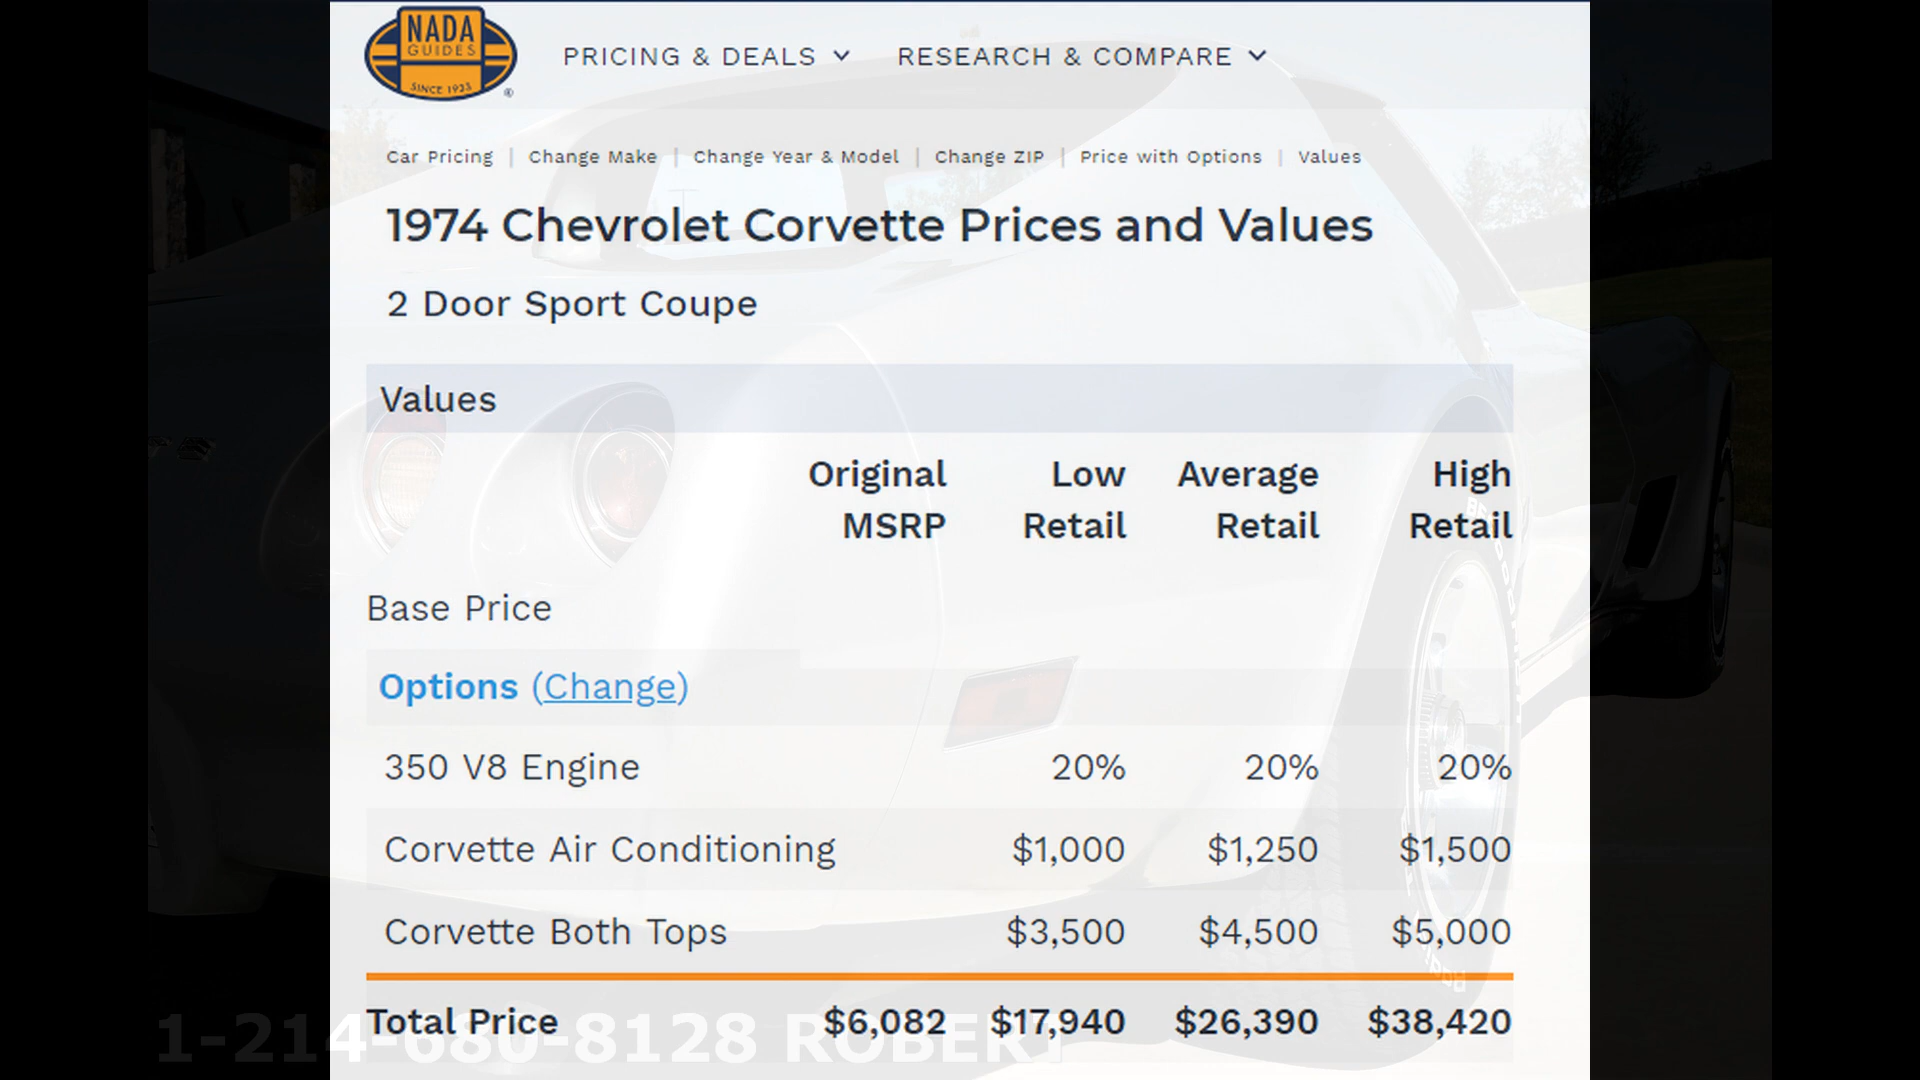 NADA
GUIDES
SINCE 1933
®
PRICING & DEALS RESEARCH & COMPARE
Car Pricing | Change Make | Change Year & Model | Change ZIP | Price with Options | Values
1974 Chevrolet Corvette Prices and Values
2 Door Sport Coupe
Values
Original MSRP Low Retail Average Retail High Retail
Base Price
Options (Change)
350 V8 Engine 20% 20% 20%
Corvette Air Conditioning $1,000 $1,250 $1,500
Corvette Both Tops $3,500 $4,500 $5,000
Total Price $6,082 $17,940 $26,390 $38,420
1-214-680-8128 ROBERT